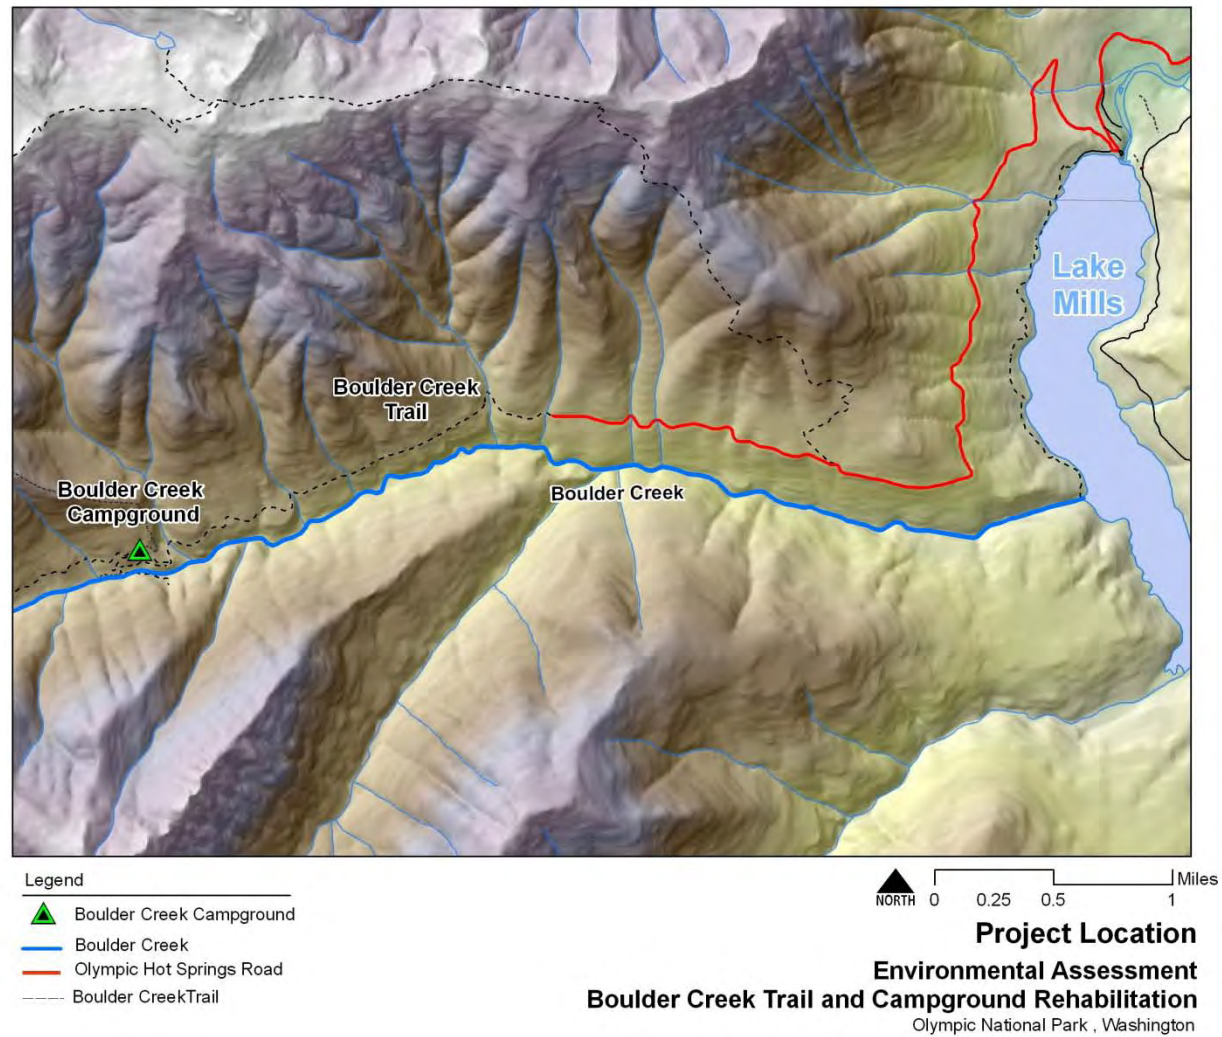 Lake
Mills
Boulder Creek
Trail
Boulder Creek
Campground
Boulder Creek
Legend
Boulder Creek Campground
Boulder Creek
Olympic Hot Springs Road
Boulder CreekTrail
NORTH 0 0.25 0.5 1 Miles
Project Location
Environmental Assessment
Boulder Creek Trail and Campground Rehabilitation
Olympic National Park , Washington